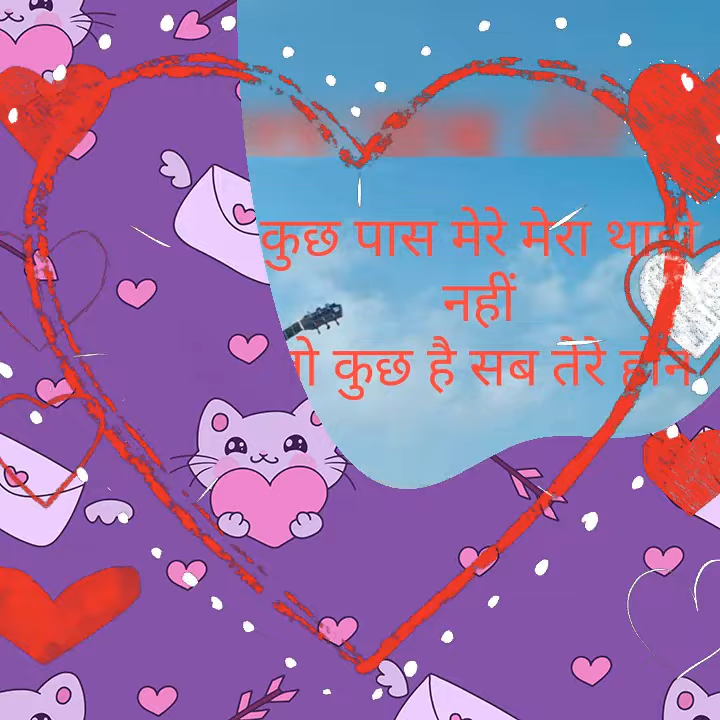 कुछ पास मेरे मेरा था
नहीं
कुछ है सब तेरे